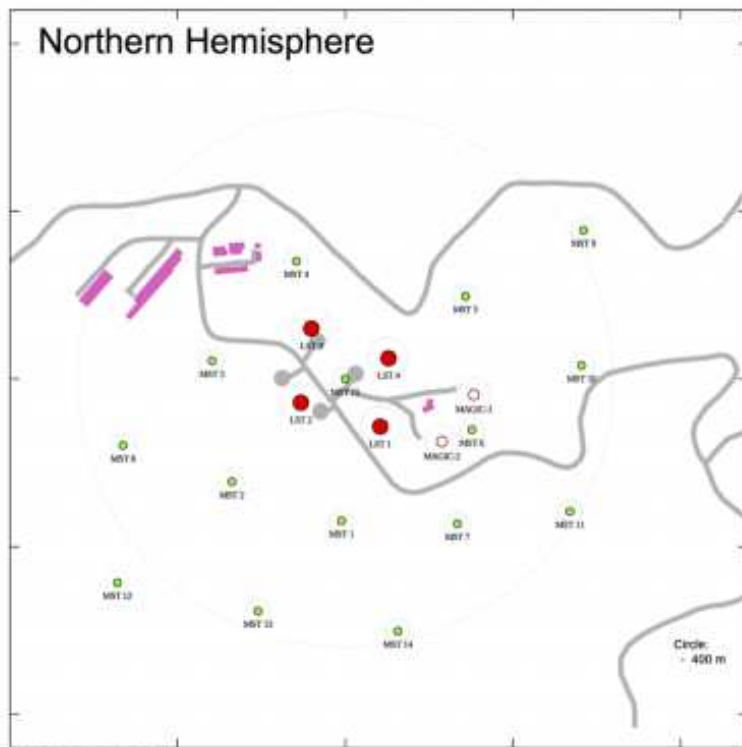 Northern Hemisphere
MST 9
MST 4
MST 5
LST 3
LST 4
MST 3
MST 10
MST 15
MAGIC-1
LST 2
LST 1
MST 6
MAGIC-2
MST 2
MST 1
MST 7
MST 11
MST 12
MST 13
MST 14
Circle:
- 400 m